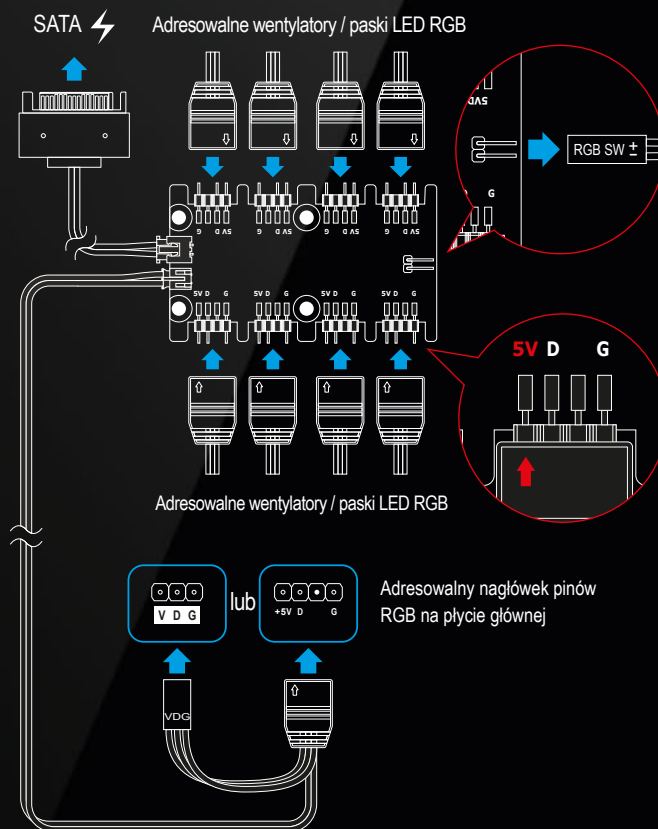 SATA
Adresowalne wentylatory / paski LED RGB
5V
G
RGB SW ±
G D 5V
G D 5V
G D 5V
G D 5V
5V D G
5V D G
5V D G
5V D G
5V D G
Adresowalne wentylatory / paski LED RGB
V D G
lub
+5V D G
Adresowalny nagłówek pinów
RGB na płycie głównej
VDG